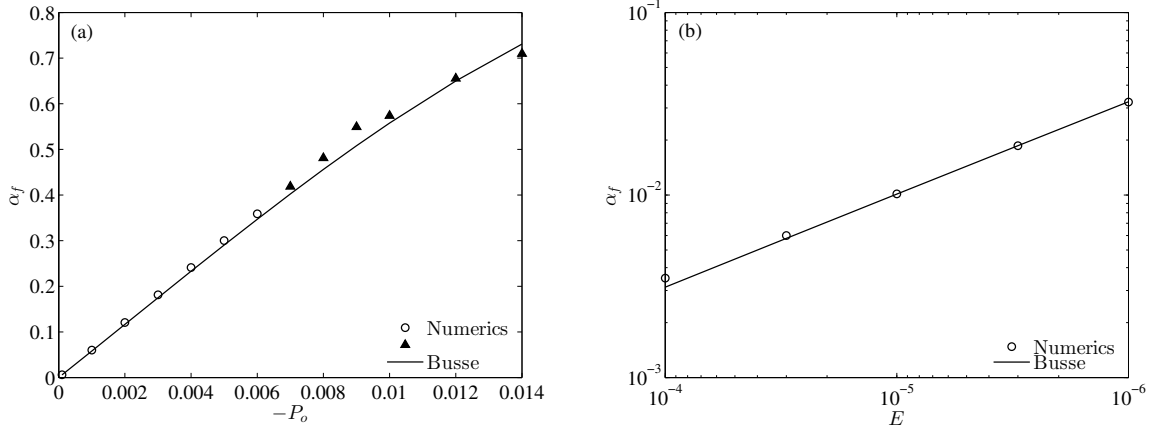 (a)
0.8
0.7
0.6
0.5
0.4
0.3
0.2
0.1
0
α_f
0 0.002 0.004 0.006 0.008 0.01 0.012 0.014
−P_o
Numerics
Busse
(b)
10^{-1}
10^{-2}
10^{-3}
α_f
10^{-4} 10^{-5} 10^{-6}
E
Numerics
Busse